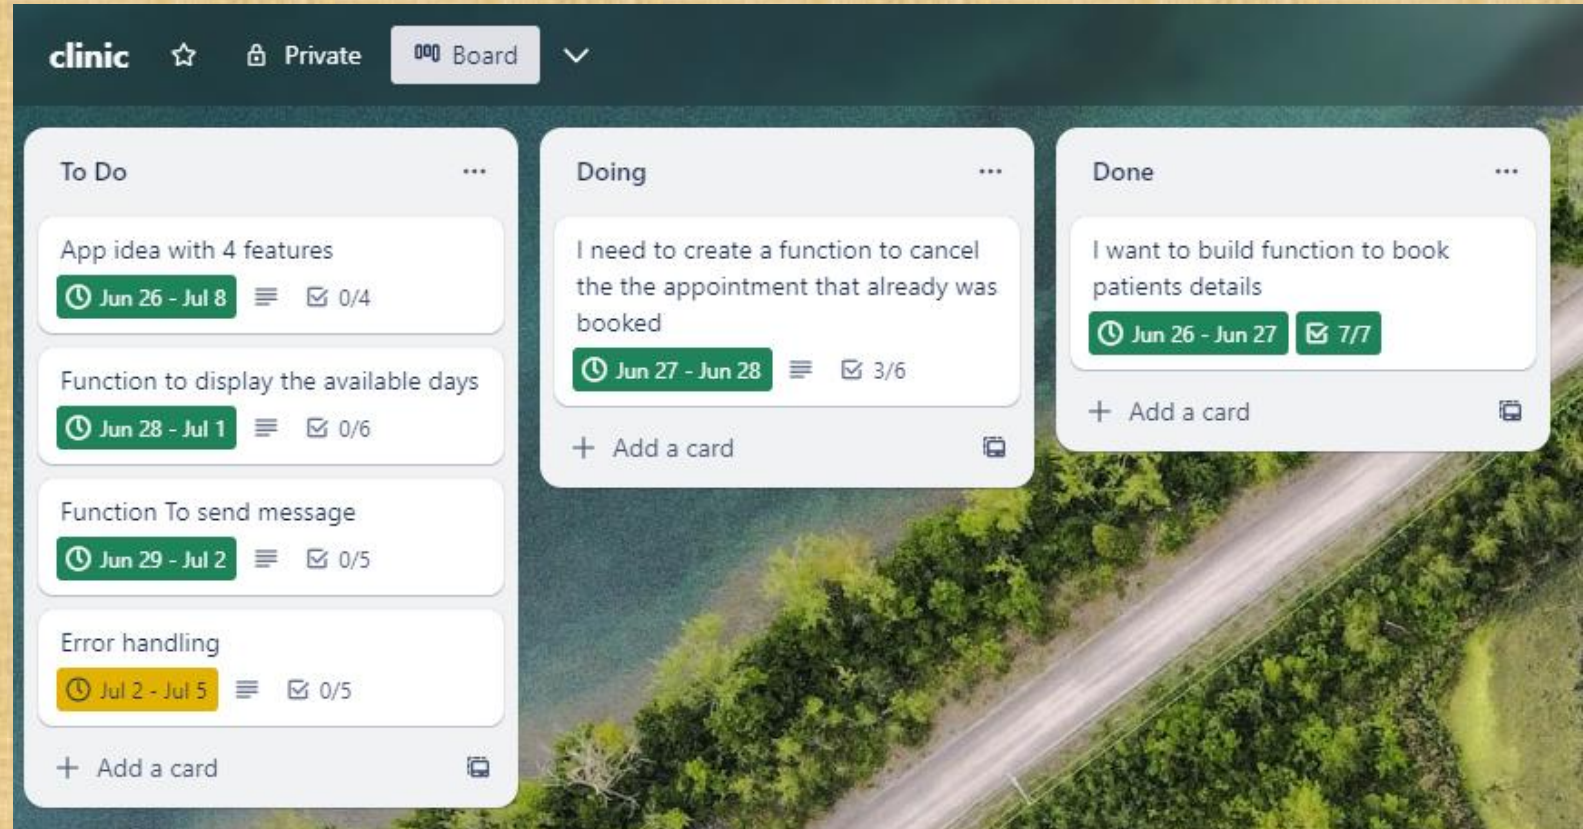 clinic Private Board
To Do
App idea with 4 features
Jun 26 - Jul 8 0/4
Function to display the available days
Jun 28 - Jul 1 0/6
Function To send message
Jun 29 - Jul 2 0/5
Error handling
Jul 2 - Jul 5 0/5
+ Add a card
Doing
I need to create a function to cancel
the the appointment that already was
booked
Jun 27 - Jun 28 3/6
+ Add a card
Done
I want to build function to book
patients details
Jun 26 - Jun 27 7/7
+ Add a card